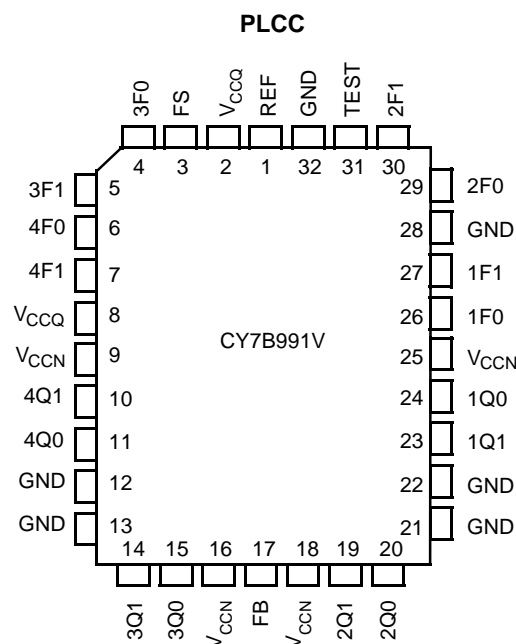 PLCC
3F0 FS VCCQ REF GND TEST 2F1
4 3 2 1 32 31 30
3F1 5 29 2F0
4F0 6 28 GND
4F1 7 27 1F1
VCCQ 8 26 1F0
CY7B991V
VCCN 9 25 VCCN
4Q1 10 24 1Q0
4Q0 11 23 1Q1
GND 12 22 GND
GND 13 21 GND
14 15 16 17 18 19 20
3Q1 3Q0 VCCN FB VCCN 2Q1 2Q0